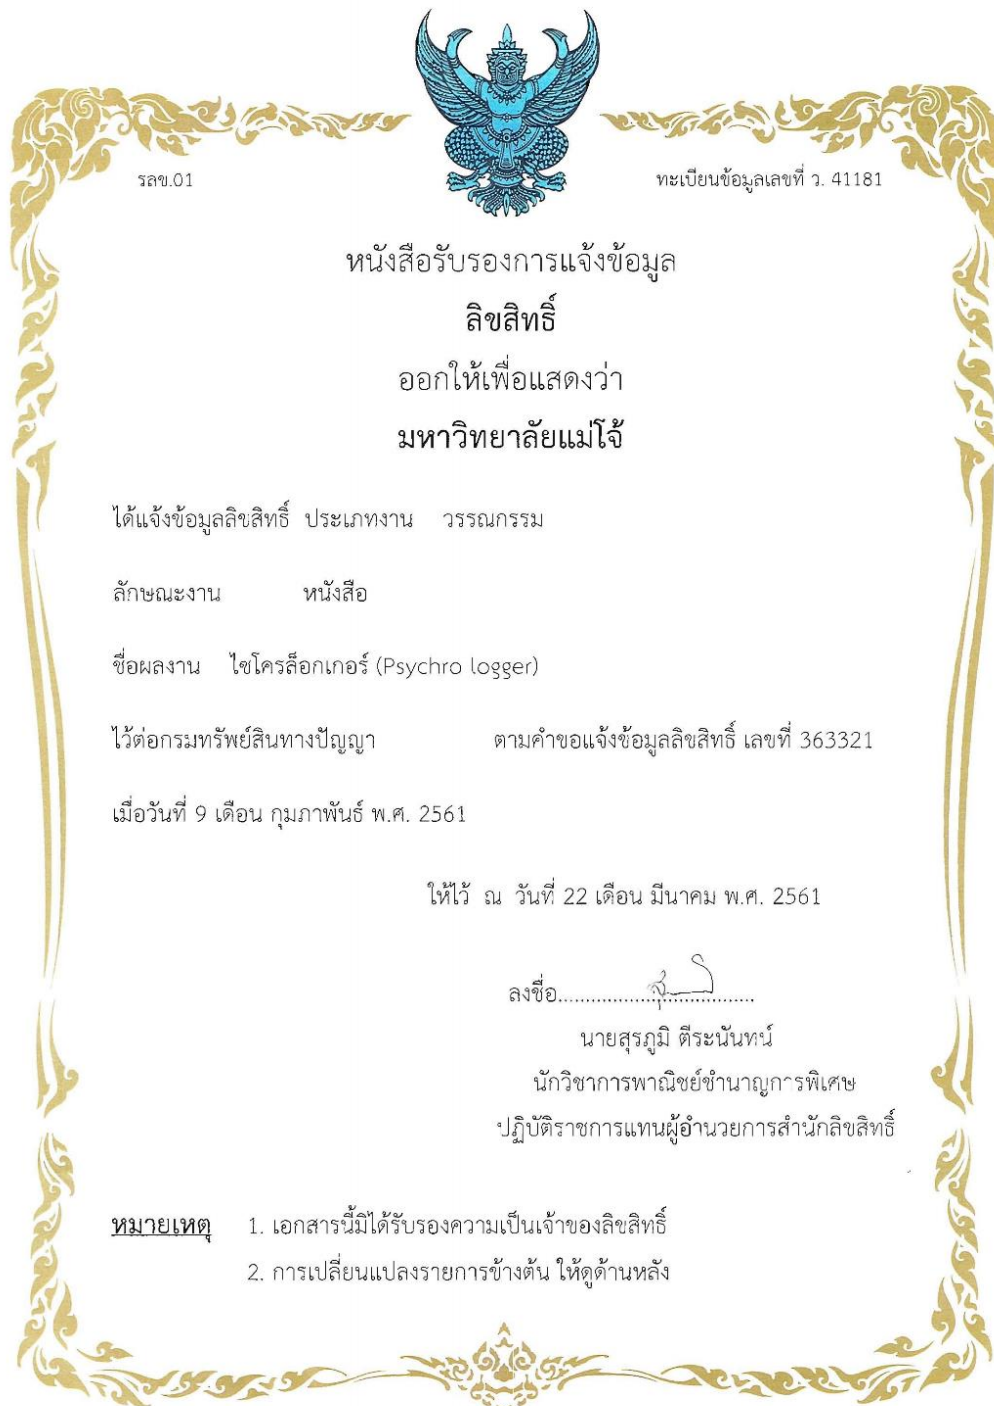 รลข.01
ทะเบียนข้อมูลเลขที่ ว. 41181
หนังสือรับรองการแจ้งข้อมูล
ลิขสิทธิ์
ออกให้เพื่อแสดงว่า
มหาวิทยาลัยแม่โจ้
ได้แจ้งข้อมูลลิขสิทธิ์ ประเภทงาน วรรณกรรม
ลักษณะงาน หนังสือ
ชื่อผลงาน ไซโครล็อกเกอร์ (Psychro logger)
ไว้ต่อกรมทรัพย์สินทางปัญญา ตามคำขอแจ้งข้อมูลลิขสิทธิ์ เลขที่ 363321
เมื่อวันที่ 9 เดือน กุมภาพันธ์ พ.ศ. 2561
ให้ไว้ ณ วันที่ 22 เดือน มีนาคม พ.ศ. 2561
ลงชื่อ....................................
นายสุรภูมิ ตีระนันทน์
นักวิชาการพาณิชย์ชำนาญการพิเศษ
ปฏิบัติราชการแทนผู้อำนวยการสำนักลิขสิทธิ์
หมายเหตุ 1. เอกสารนี้มิได้รับรองความเป็นเจ้าของลิขสิทธิ์
2. การเปลี่ยนแปลงรายการข้างต้น ให้ดูด้านหลัง